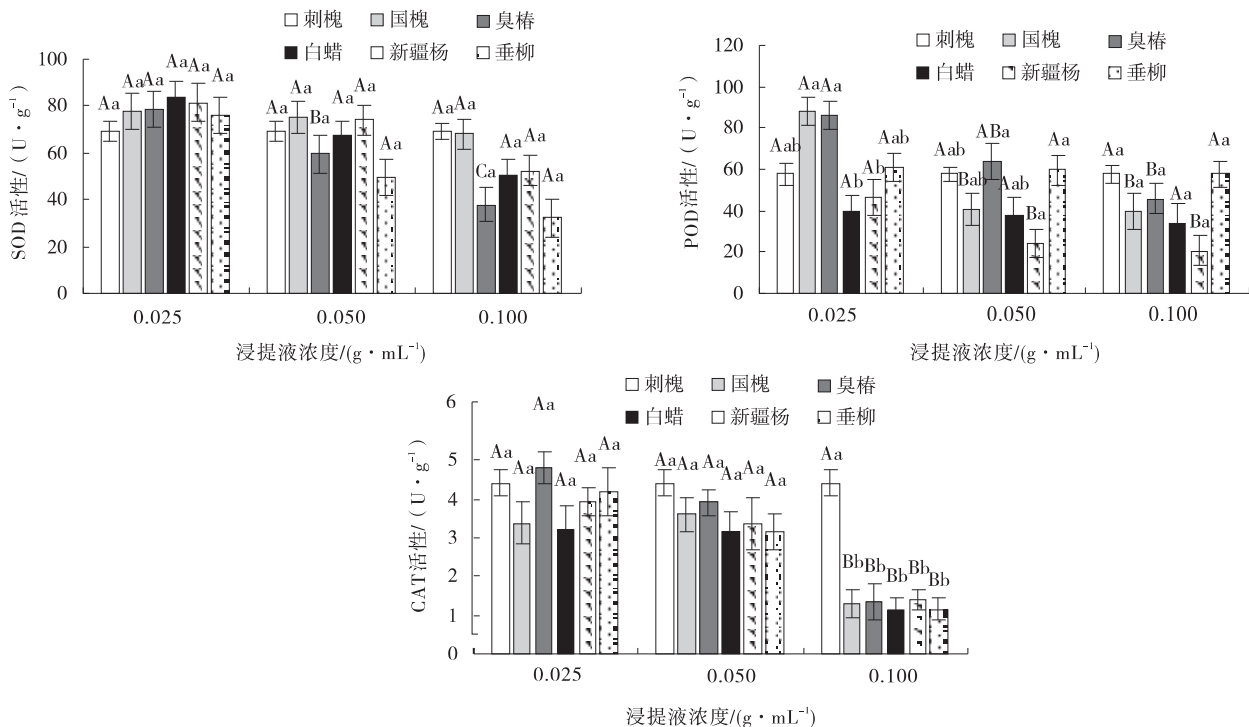 刺槐 国槐 臭椿
白蜡 新疆杨 垂柳
SOD活性/（U·g⁻¹）
100
80
60
40
20
0
Aa Aa Aa Aa Aa Aa
Aa Aa Ba Aa Aa Aa
Aa Aa Ca Aa Aa Aa
0.025 0.050 0.100
浸提液浓度/(g·mL⁻¹)
刺槐 国槐 臭椿
白蜡 新疆杨 垂柳
POD活性/（U·g⁻¹）
120
100
80
60
40
20
0
Aab Aa Aa Ab Ab Aab
Aab Bab ABa Aab Ba Aa
Aa Ba Ba Aa Ba Aa
0.025 0.050 0.100
浸提液浓度/(g·mL⁻¹)
刺槐 国槐 臭椿
白蜡 新疆杨 垂柳
CAT活性/（U·g⁻¹）
6
5
4
3
2
1
0
Aa Aa Aa Aa Aa Aa
Aa Aa Aa Aa Aa Aa
Aa Bb Bb Bb Bb Bb
0.025 0.050 0.100
浸提液浓度/(g·mL⁻¹)